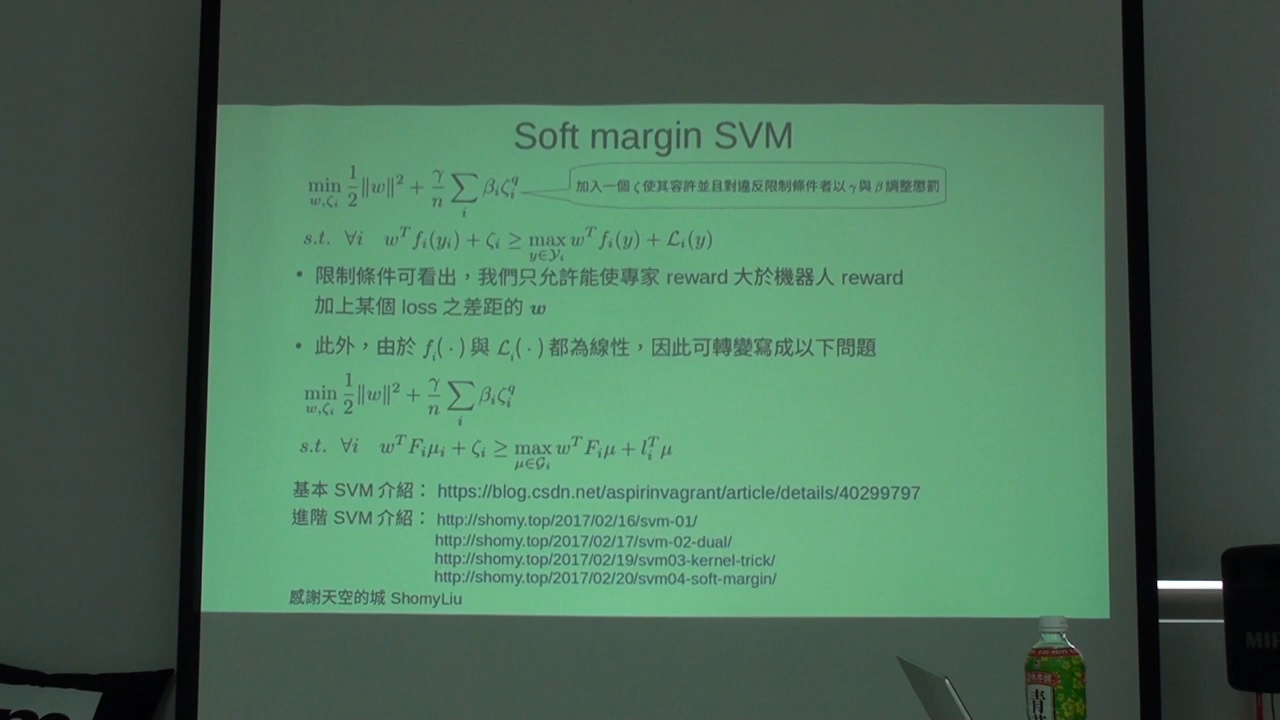 Soft margin SVM
min_{w,ζ_i} 1/2 ‖w‖² + γ/n ∑_i β_i ζ_i^q
加入一個 ζ 使其容許並且對違反限制條件者以 γ 與 β 調整懲罰
s.t. ∀i w^T f_i(y_i) + ζ_i ≥ max_{y∈𝒴_i} w^T f_i(y) + ℒ_i(y)
• 限制條件可看出，我們只允許能使專家 reward 大於機器人 reward
加上某個 loss 之差距的 w
• 此外，由於 f_i(·) 與 ℒ_i(·) 都為線性，因此可轉變寫成以下問題
min_{w,ζ_i} 1/2 ‖w‖² + γ/n ∑_i β_i ζ_i^q
s.t. ∀i w^T F_i μ_i + ζ_i ≥ max_{μ∈𝒢_i} w^T F_i μ + l_i^T μ
基本 SVM 介紹： https://blog.csdn.net/aspirinvagrant/article/details/40299797
進階 SVM 介紹： http://shomy.top/2017/02/16/svm-01/
http://shomy.top/2017/02/17/svm-02-dual/
http://shomy.top/2017/02/19/svm03-kernel-trick/
http://shomy.top/2017/02/20/svm04-soft-margin/
感謝天空的城 ShomyLiu
青